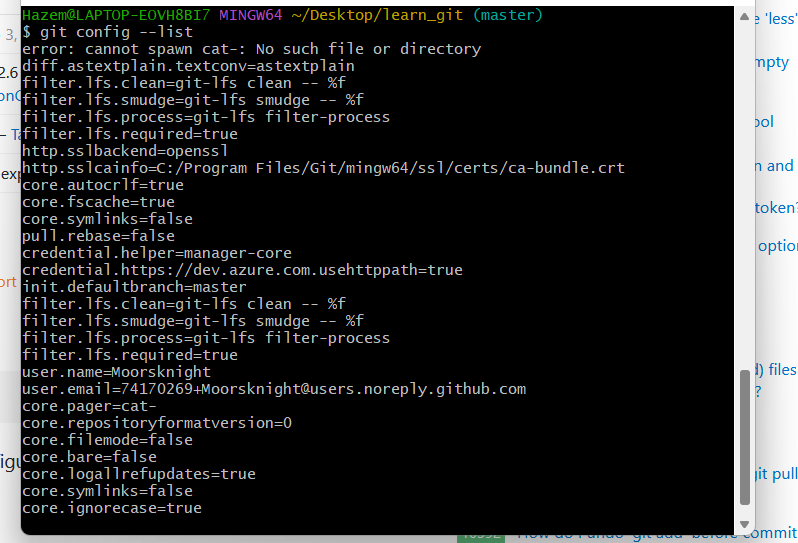 Hazem@LAPTOP-EOVH8BI7 MINGW64 ~/Desktop/learn_git (master)
$ git config --list
error: cannot spawn cat-: No such file or directory
diff.astextplain.textconv=astextplain
filter.lfs.clean=git-lfs clean -- %f
filter.lfs.smudge=git-lfs smudge -- %f
filter.lfs.process=git-lfs filter-process
filter.lfs.required=true
http.sslbackend=openssl
http.sslcainfo=C:/Program Files/Git/mingw64/ssl/certs/ca-bundle.crt
core.autocrlf=true
core.fscache=true
core.symlinks=false
pull.rebase=false
credential.helper=manager-core
credential.https://dev.azure.com.usehttppath=true
init.defaultbranch=master
filter.lfs.clean=git-lfs clean -- %f
filter.lfs.smudge=git-lfs smudge -- %f
filter.lfs.process=git-lfs filter-process
filter.lfs.required=true
user.name=Moorsknight
user.email=74170269+Moorsknight@users.noreply.github.com
core.pager=cat-
core.repositoryformatversion=0
core.filemode=false
core.bare=false
core.logallrefupdates=true
core.symlinks=false
core.ignorecase=true
3,
2.6
e 'less'
n and
token?
option
) files
?
git pull
How do I undo 'git add' before commit